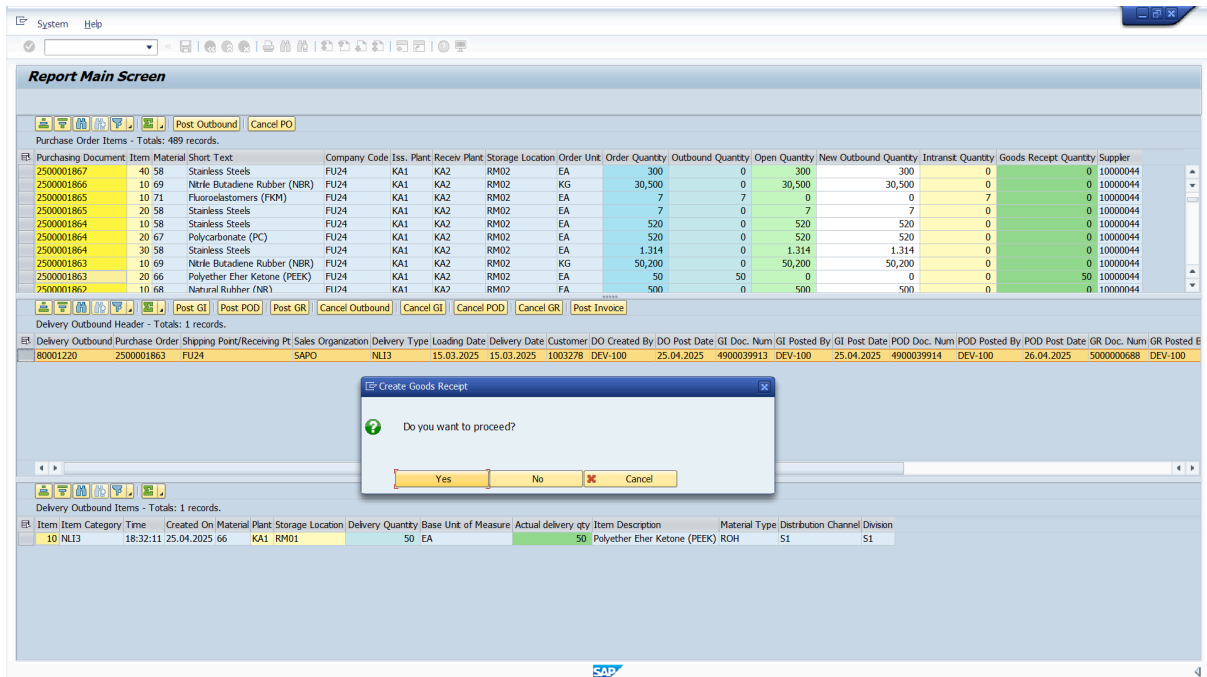 System Help
Report Main Screen
Post Outbound Cancel PO
Purchase Order Items - Totals: 489 records.
Purchasing Document Item Material Short Text Company Code Iss. Plant Receiv Plant Storage Location Order Unit Order Quantity Outbound Quantity Open Quantity New Outbound Quantity Intransit Quantity Goods Receipt Quantity Supplier
2500001867 40 58 Stainless Steels FU24 KA1 KA2 RM02 EA 300 0 300 300 0 0 10000044
2500001866 10 69 Nitrile Butadiene Rubber (NBR) FU24 KA1 KA2 RM02 KG 30,500 0 30,500 30,500 0 0 10000044
2500001865 10 71 Fluoroelastomers (FKM) FU24 KA1 KA2 RM02 EA 7 7 0 0 7 0 10000044
2500001865 20 58 Stainless Steels FU24 KA1 KA2 RM02 EA 7 0 7 7 0 0 10000044
2500001864 10 58 Stainless Steels FU24 KA1 KA2 RM02 EA 520 0 520 520 0 0 10000044
2500001864 20 67 Polycarbonate (PC) FU24 KA1 KA2 RM02 EA 520 0 520 520 0 0 10000044
2500001864 30 58 Stainless Steels FU24 KA1 KA2 RM02 EA 1.314 0 1.314 1.314 0 0 10000044
2500001863 10 69 Nitrile Butadiene Rubber (NBR) FU24 KA1 KA2 RM02 KG 50,200 0 50,200 50,200 0 0 10000044
2500001863 20 66 Polyether Eher Ketone (PEEK) FU24 KA1 KA2 RM02 EA 50 50 0 0 0 50 10000044
2500001862 10 68 Natural Rubber (NR) FU24 KA1 KA2 RM02 EA 500 0 500 500 0 0 10000044
Post GI Post POD Post GR Cancel Outbound Cancel GI Cancel POD Cancel GR Post Invoice
Delivery Outbound Header - Totals: 1 records.
Delivery Outbound Purchase Order Shipping Point/Receiving Pt Sales Organization Delivery Type Loading Date Delivery Date Customer DO Created By DO Post Date GI Doc. Num GI Posted By GI Post Date POD Doc. Num POD Posted By POD Post Date GR Doc. Num GR Posted B
80001220 2500001863 FU24 SAPO NLI3 15.03.2025 15.03.2025 1003278 DEV-100 25.04.2025 4900039913 DEV-100 25.04.2025 4900039914 DEV-100 26.04.2025 5000000688 DEV-100
Create Goods Receipt
Do you want to proceed?
Yes No Cancel
Delivery Outbound Items - Totals: 1 records.
Item Item Category Time Created On Material Plant Storage Location Delivery Quantity Base Unit of Measure Actual delivery qty Item Description Material Type Distribution Channel Division
10 NLI3 18:32:11 25.04.2025 66 KA1 RM01 50 EA 50 Polyether Eher Ketone (PEEK) ROH S1 S1
SAP